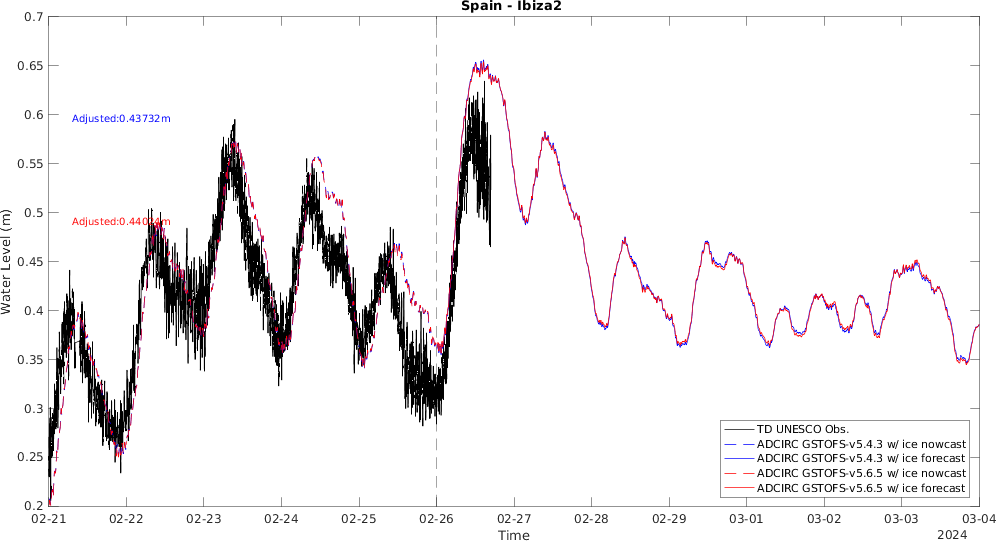 Spain - Ibiza2
0.7
0.65
0.6
0.55
0.5
0.45
0.4
0.35
0.3
0.25
0.2
Water Level (m)
Adjusted:0.43732m
Adjusted:0.44024m
TD UNESCO Obs.
ADCIRC GSTOFS-v5.4.3 w/ ice nowcast
ADCIRC GSTOFS-v5.4.3 w/ ice forecast
ADCIRC GSTOFS-v5.6.5 w/ ice nowcast
ADCIRC GSTOFS-v5.6.5 w/ ice forecast
02-21 02-22 02-23 02-24 02-25 02-26 02-27 02-28 02-29 03-01 03-02 03-03 03-04
Time
2024